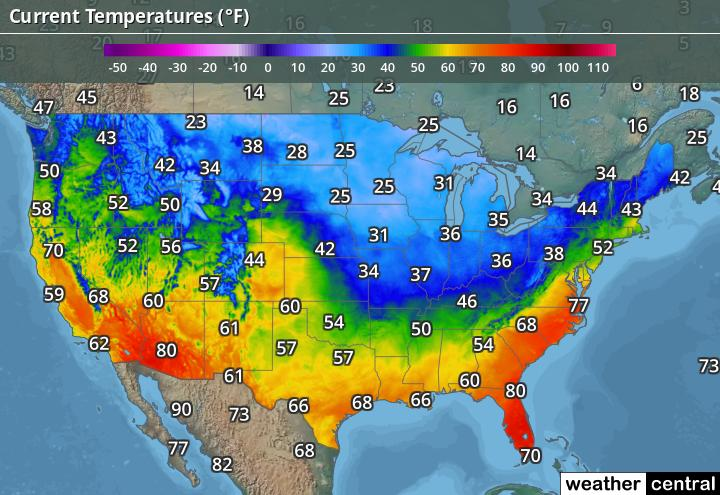 Current Temperatures (°F)
-50 -40 -30 -20 -10 0 10 20 30 40 50 60 70 80 90 100 110
47 45 14 25 23 16 16 6 18
43 23 38 28 25 25 14 16 25
50 42 34 29 25 25 31 34 42
58 52 50 31 36 35 34 44 43
70 52 56 44 42 34 37 36 38 52
59 68 60 57 60 46 77
62 80 61 57 54 57 50 54 68
61 90 73 66 68 66 60 80 73
77 82 68 70
weather central